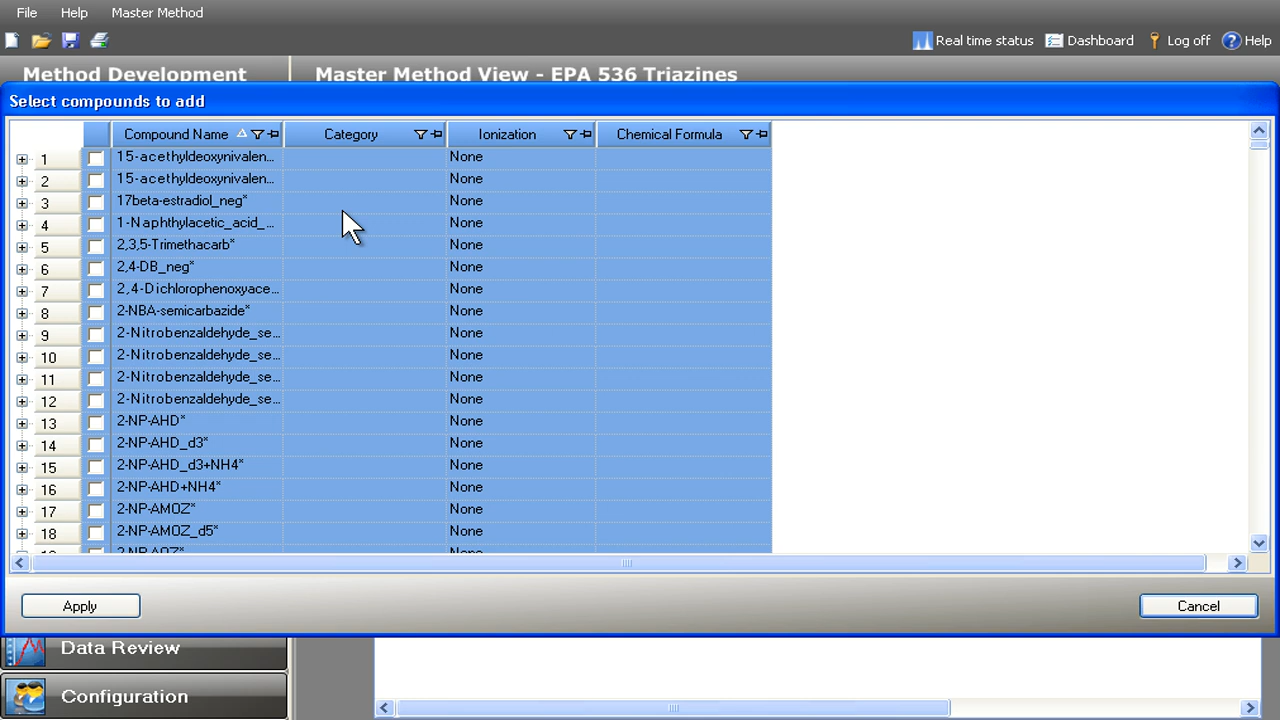 File Help Master Method
Real time status Dashboard Log off Help
Method Development Master Method View - EPA 536 Triazines
Select compounds to add
Compound Name Category Ionization Chemical Formula
1 15-acethyldeoxynivalen... None
2 15-acethyldeoxynivalen... None
3 17beta-estradiol_neg* None
4 1-Naphthylacetic_acid_... None
5 2,3,5-Trimethacarb* None
6 2,4-DB_neg* None
7 2,4-Dichlorophenoxyace... None
8 2-NBA-semicarbazide* None
9 2-Nitrobenzaldehyde_se... None
10 2-Nitrobenzaldehyde_se... None
11 2-Nitrobenzaldehyde_se... None
12 2-Nitrobenzaldehyde_se... None
13 2-NP-AHD* None
14 2-NP-AHD_d3* None
15 2-NP-AHD_d3+NH4* None
16 2-NP-AHD+NH4* None
17 2-NP-AMOZ* None
18 2-NP-AMOZ_d5* None
2-NP-AOZ* None
Apply Cancel
Data Review
Configuration